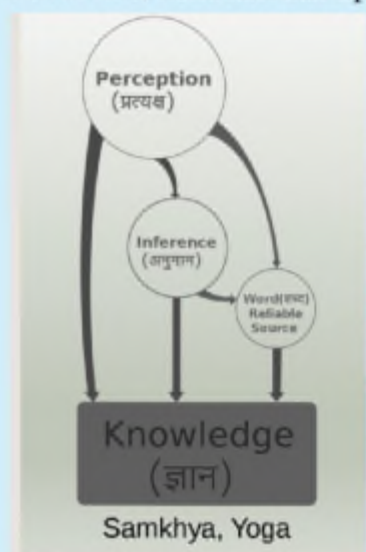 Perception
(प्रत्यक्ष)
Inference
(अनुमान)
Word(शब्द)
Reliable
Source
Knowledge
(ज्ञान)
Samkhya, Yoga